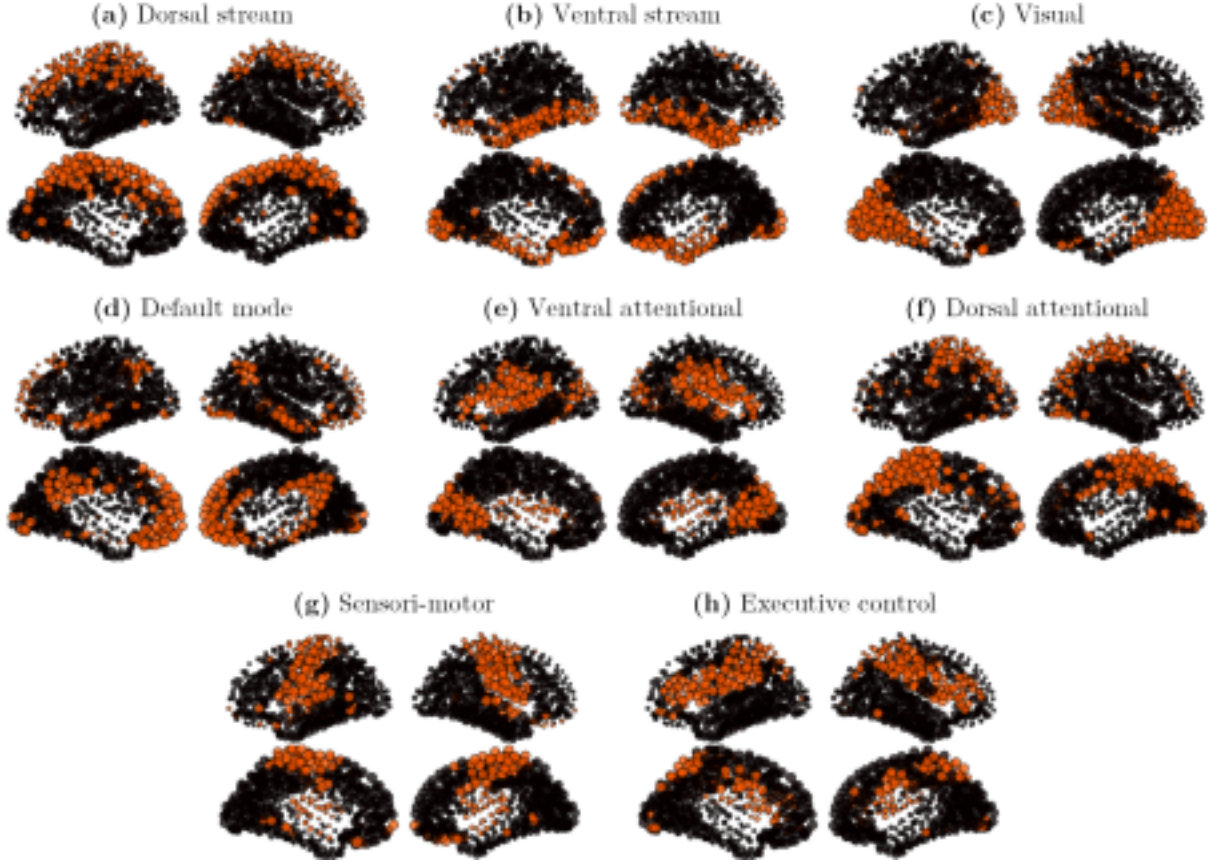 (a) Dorsal stream
(b) Ventral stream
(c) Visual
(d) Default mode
(e) Ventral attentional
(f) Dorsal attentional
(g) Sensori-motor
(h) Executive control